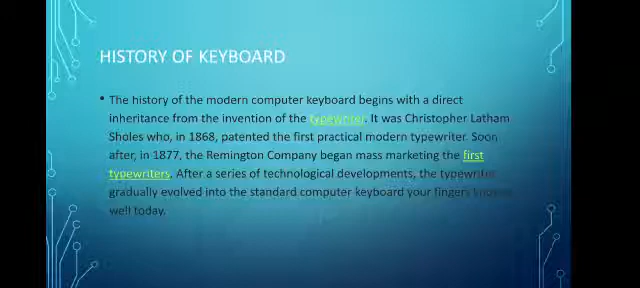 HISTORY OF KEYBOARD
• The history of the modern computer keyboard begins with a direct
inheritance from the invention of the typewriter. It was Christopher Latham
Sholes who, in 1868, patented the first practical modern typewriter. Soon
after, in 1877, the Remington Company began mass marketing the first
typewriters. After a series of technological developments, the typewriter
gradually evolved into the standard computer keyboard your fingers know so
well today.